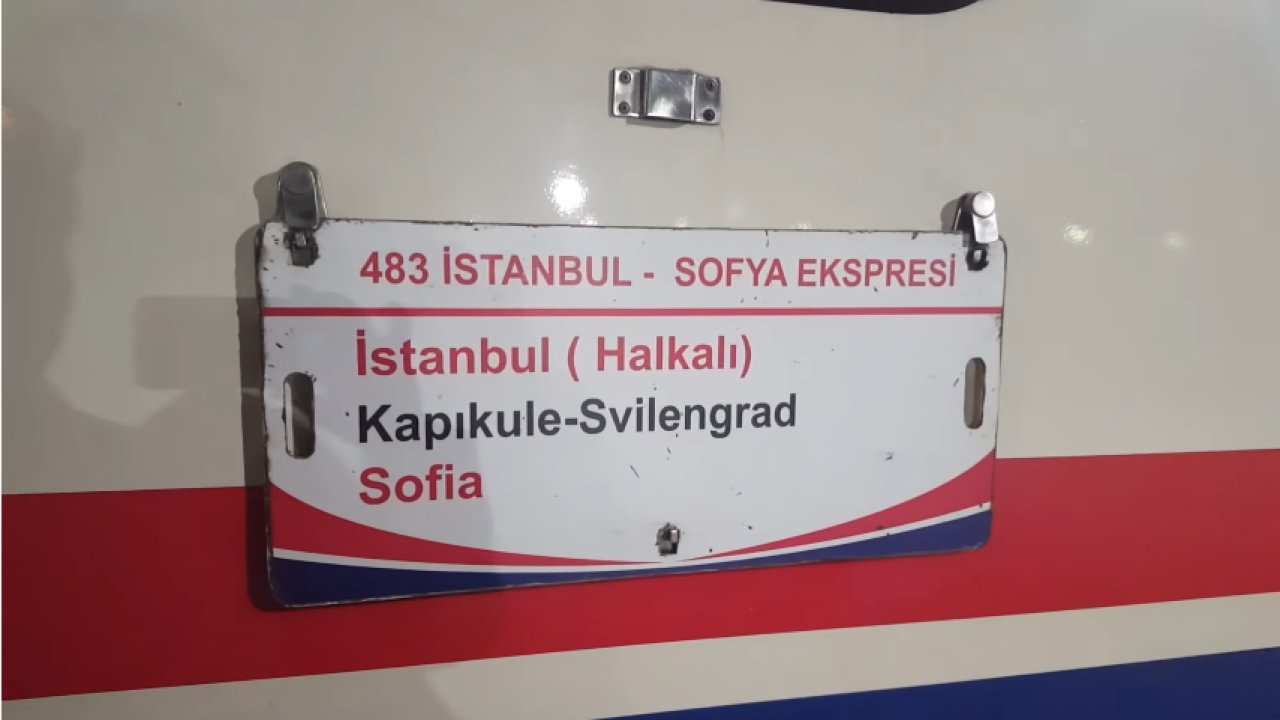 483 İSTANBUL - SOFYA EKSPRESİ
İstanbul ( Halkalı)
Kapıkule-Svilengrad
Sofia